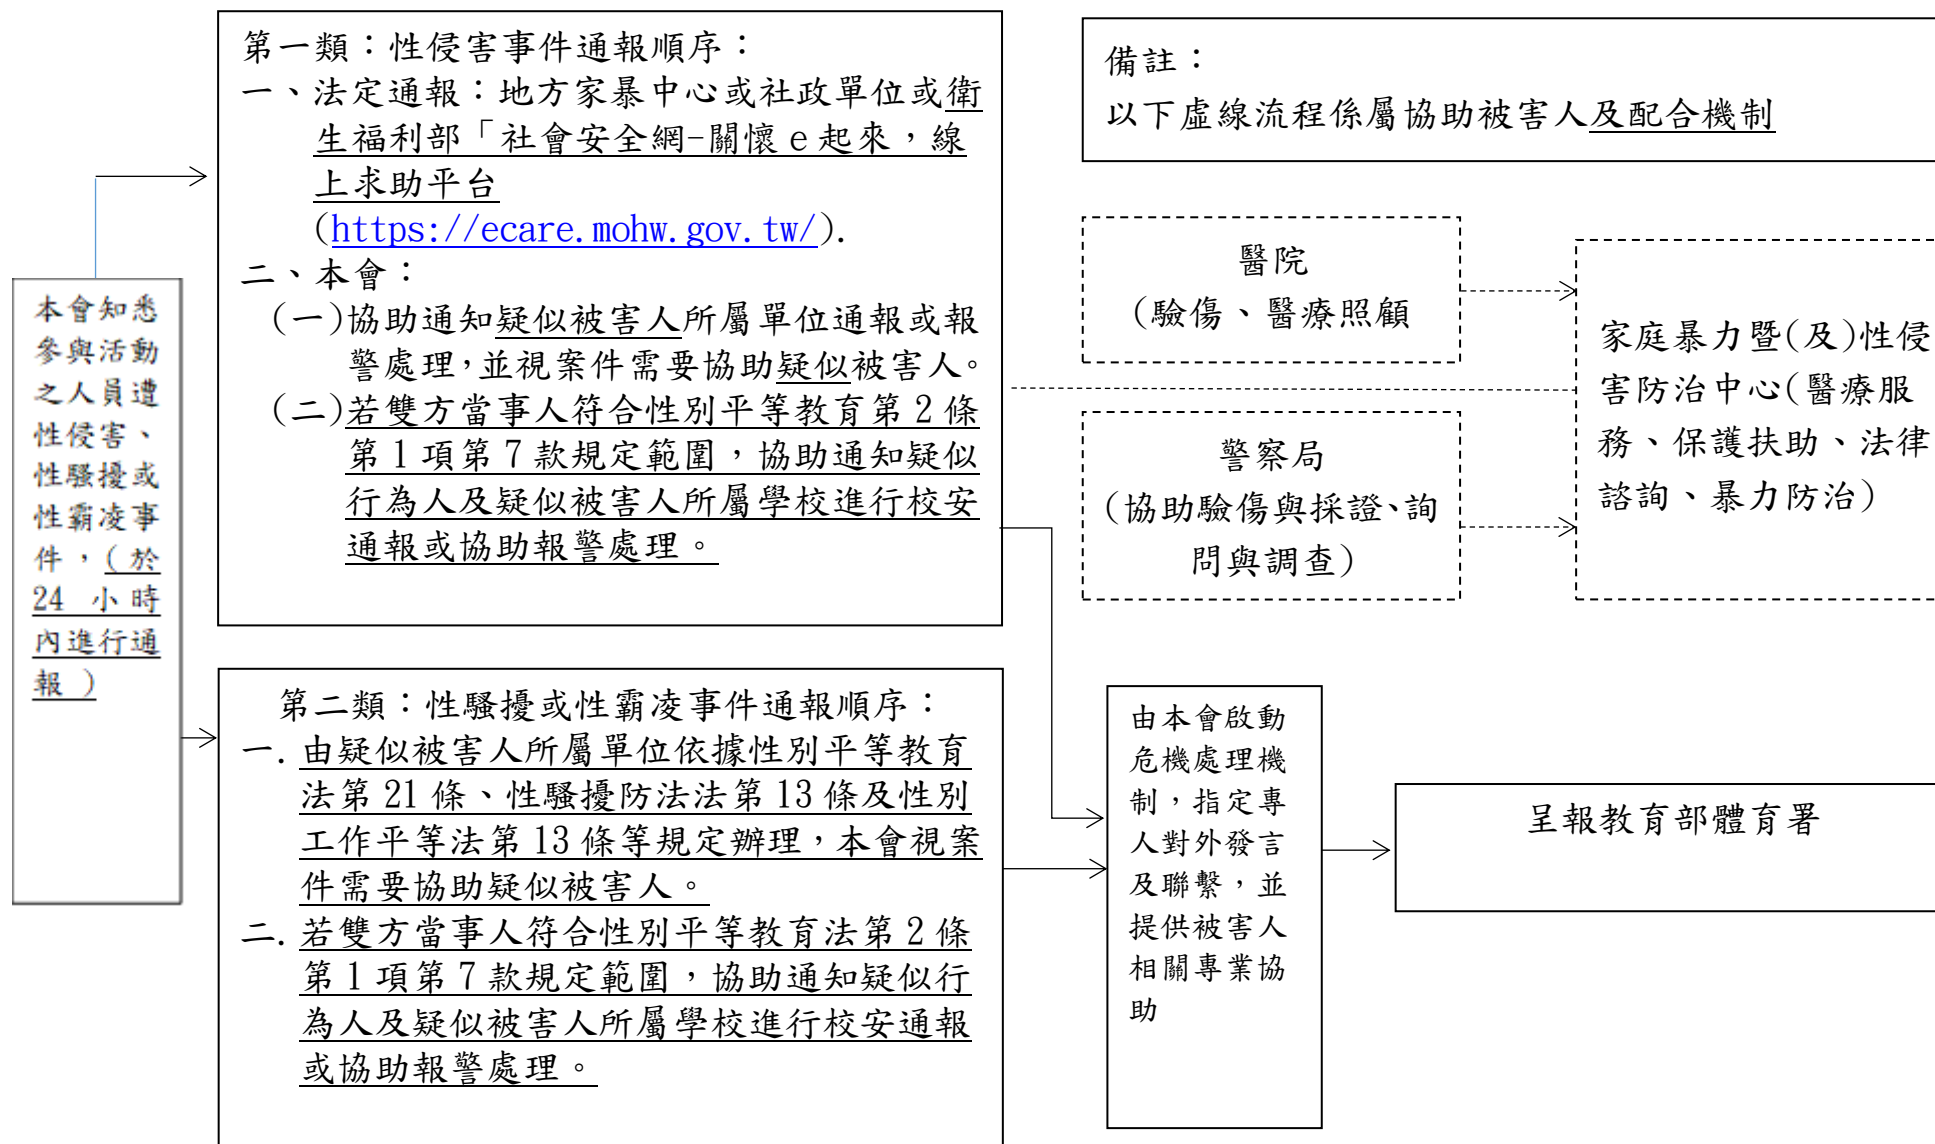 本會知悉
參與活動
之人員遭
性侵害、
性騷擾或
性霸凌事
件，(於
24 小時
內進行通
報 )
第一類：性侵害事件通報順序：
一、法定通報：地方家暴中心或社政單位或衛
生福利部「社會安全網-關懷 e 起來，線
上求助平台
(https://ecare.mohw.gov.tw/).
二、本會：
(一)協助通知疑似被害人所屬單位通報或報
警處理,並視案件需要協助疑似被害人。
(二)若雙方當事人符合性別平等教育第 2 條
第 1 項第 7 款規定範圍，協助通知疑似
行為人及疑似被害人所屬學校進行校安
通報或協助報警處理。
第二類：性騷擾或性霸凌事件通報順序：
一. 由疑似被害人所屬單位依據性別平等教育
法第 21 條、性騷擾防法法第 13 條及性別
工作平等法第 13 條等規定辦理，本會視案
件需要協助疑似被害人。
二. 若雙方當事人符合性別平等教育法第 2 條
第 1 項第 7 款規定範圍，協助通知疑似行
為人及疑似被害人所屬學校進行校安通報
或協助報警處理。
備註：
以下虛線流程係屬協助被害人及配合機制
醫院
(驗傷、醫療照顧
警察局
(協助驗傷與採證、詢
問與調查)
家庭暴力暨(及)性侵
害防治中心(醫療服
務、保護扶助、法律
諮詢、暴力防治)
由本會啟動
危機處理機
制，指定專
人對外發言
及聯繫，並
提供被害人
相關專業協
助
呈報教育部體育署